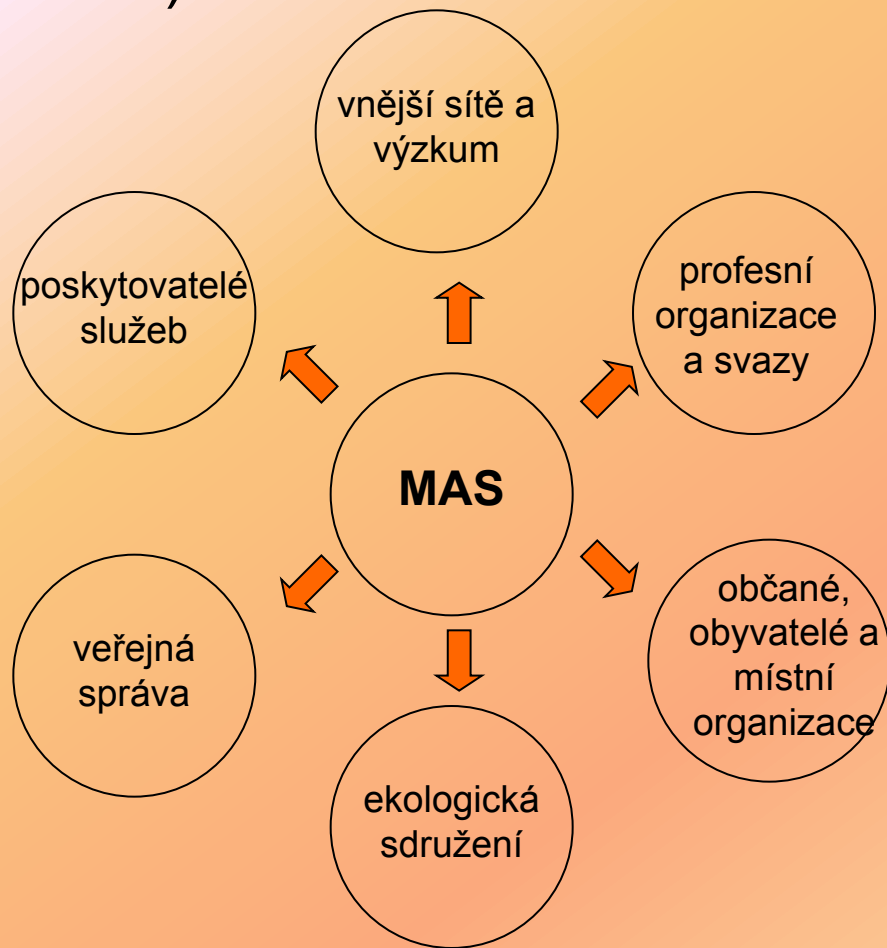 )
vnější sítě a
výzkum
poskytovatelé
služeb
profesní
organizace
a svazy
MAS
veřejná
správa
občané,
obyvatelé a
místní
organizace
ekologická
sdružení